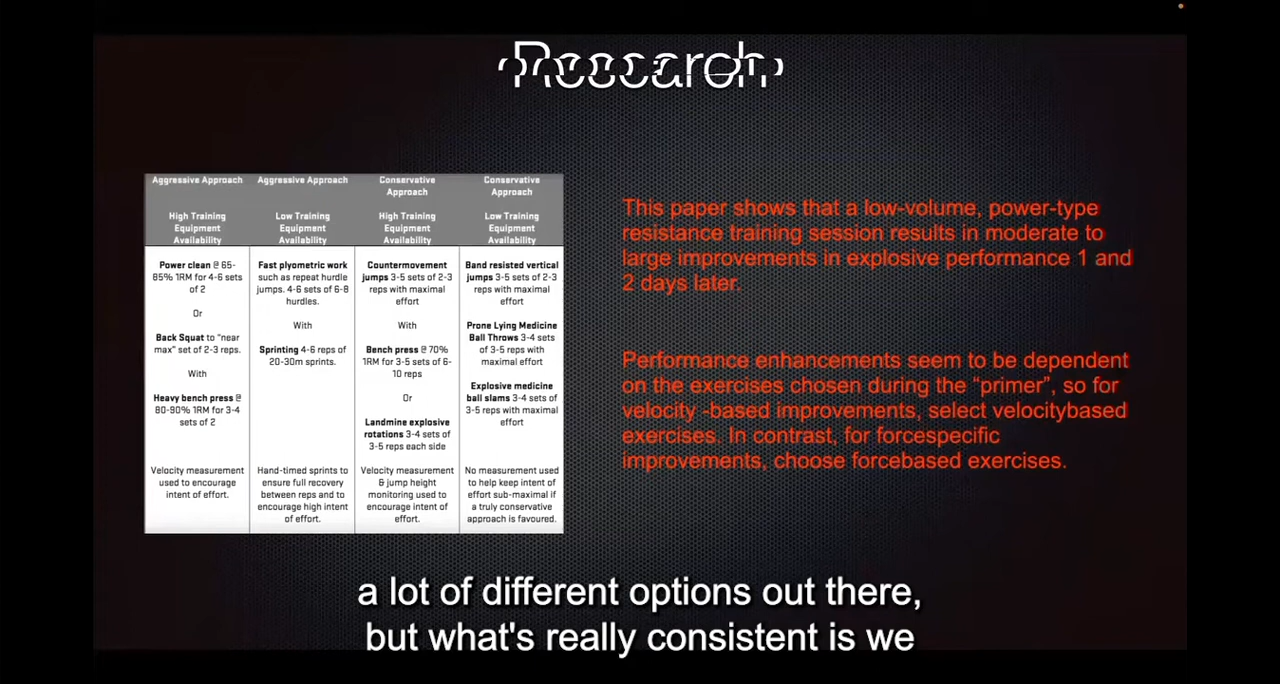 Research
Aggressive Approach
High Training
Equipment
Availability
Power clean @ 65-
85% 1RM for 4-6 sets
of 2
Or
Back Squat to “near
max” set of 2-3 reps.
With
Heavy bench press @
80-90% 1RM for 3-4
sets of 2
Velocity measurement
used to encourage
intent of effort.
Aggressive Approach
Low Training
Equipment
Availability
Fast plyometric work
such as repeat hurdle
jumps. 4-6 sets of 6-8
hurdles.
With
Sprinting 4-6 reps of
20-30m sprints.
Hand-timed sprints to
ensure full recovery
between reps and to
encourage high intent
of effort.
Conservative
Approach
High Training
Equipment
Availability
Countermovement
jumps 3-5 sets of 2-3
reps with maximal
effort
With
Bench press @ 70%
1RM for 3-5 sets of 6-
10 reps
Or
Landmine explosive
rotations 3-4 sets of
3-5 reps each side
Velocity measurement
& jump height
monitoring used to
encourage intent of
effort.
Conservative
Approach
Low Training
Equipment
Availability
Band resisted vertical
jumps 3-5 sets of 2-3
reps with maximal
effort
Prone Lying Medicine
Ball Throws 3-4 sets
of 3-5 reps with
maximal effort
Explosive medicine
ball slams 3-4 sets of
3-5 reps with maximal
effort
No measurement used
to help keep intent of
effort sub-maximal if
a truly conservative
approach is favoured.
This paper shows that a low-volume, power-type
resistance training session results in moderate to
large improvements in explosive performance 1 and
2 days later.
Performance enhancements seem to be dependent
on the exercises chosen during the “primer”, so for
velocity -based improvements, select velocitybased
exercises. In contrast, for forcespecific
improvements, choose forcebased exercises.
a lot of different options out there,
but what's really consistent is we